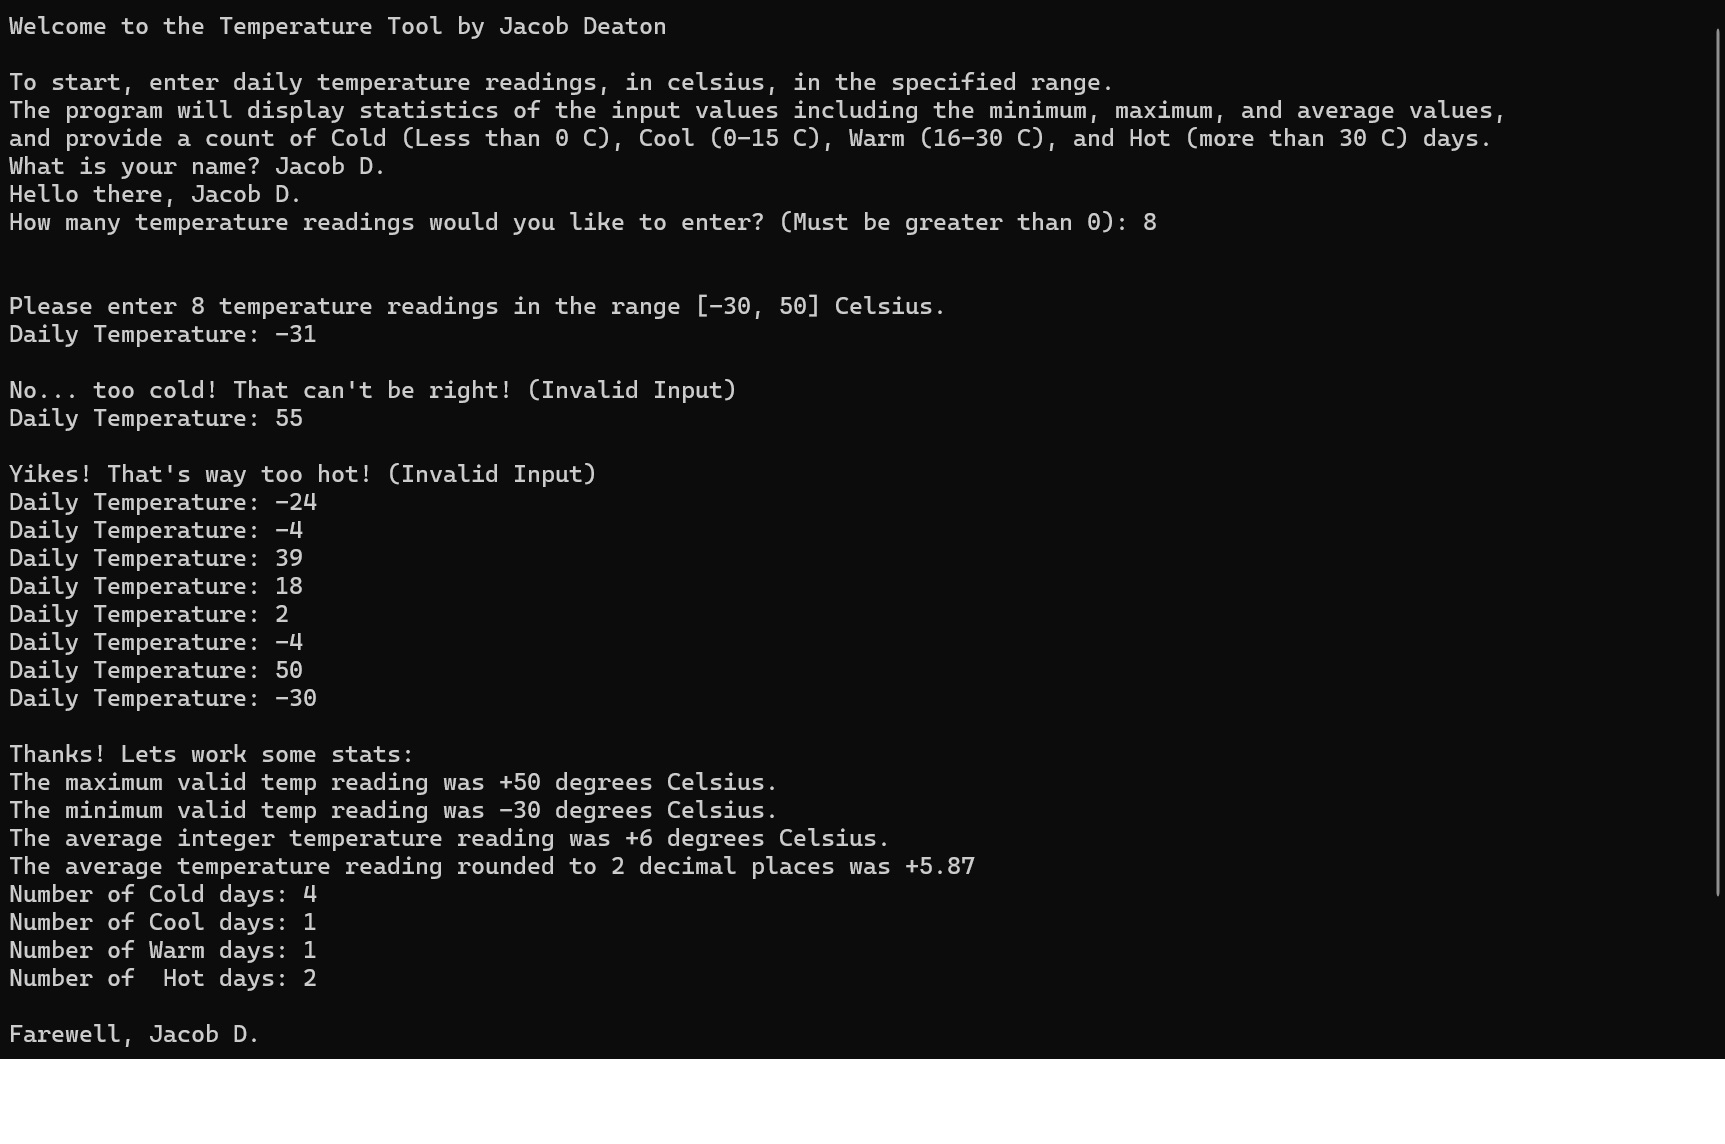 Welcome to the Temperature Tool by Jacob Deaton
To start, enter daily temperature readings, in celsius, in the specified range.
The program will display statistics of the input values including the minimum, maximum, and average values,
and provide a count of Cold (Less than 0 C), Cool (0-15 C), Warm (16-30 C), and Hot (more than 30 C) days.
What is your name? Jacob D.
Hello there, Jacob D.
How many temperature readings would you like to enter? (Must be greater than 0): 8
Please enter 8 temperature readings in the range [-30, 50] Celsius.
Daily Temperature: -31
No... too cold! That can't be right! (Invalid Input)
Daily Temperature: 55
Yikes! That's way too hot! (Invalid Input)
Daily Temperature: -24
Daily Temperature: -4
Daily Temperature: 39
Daily Temperature: 18
Daily Temperature: 2
Daily Temperature: -4
Daily Temperature: 50
Daily Temperature: -30
Thanks! Lets work some stats:
The maximum valid temp reading was +50 degrees Celsius.
The minimum valid temp reading was -30 degrees Celsius.
The average integer temperature reading was +6 degrees Celsius.
The average temperature reading rounded to 2 decimal places was +5.87
Number of Cold days: 4
Number of Cool days: 1
Number of Warm days: 1
Number of  Hot days: 2
Farewell, Jacob D.